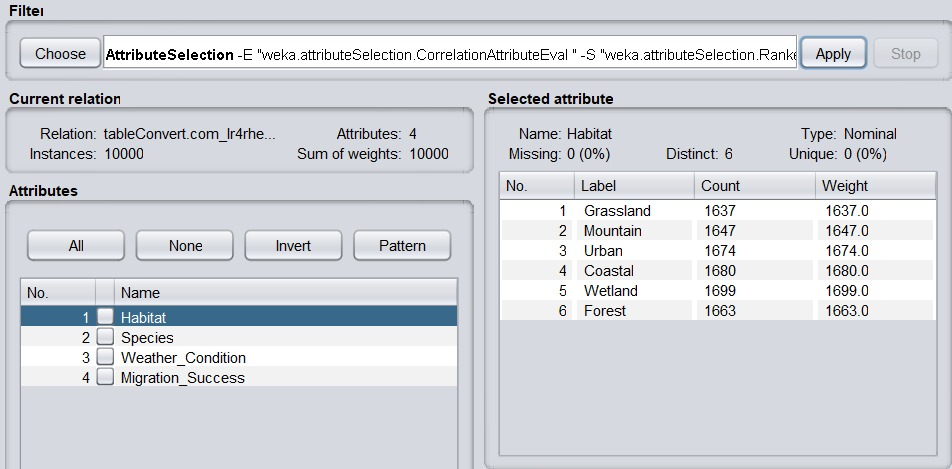 Filter
Choose AttributeSelection -E "weka.attributeSelection.CorrelationAttributeEval " -S "weka.attributeSelection.Ranke Apply Stop
Current relation
Relation: tableConvert.com_lr4rhe... Attributes: 4
Instances: 10000 Sum of weights: 10000
Attributes
All None Invert Pattern
No. Name
1 Habitat
2 Species
3 Weather_Condition
4 Migration_Success
Selected attribute
Name: Habitat Type: Nominal
Missing: 0 (0%) Distinct: 6 Unique: 0 (0%)
No. Label Count Weight
1 Grassland 1637 1637.0
2 Mountain 1647 1647.0
3 Urban 1674 1674.0
4 Coastal 1680 1680.0
5 Wetland 1699 1699.0
6 Forest 1663 1663.0